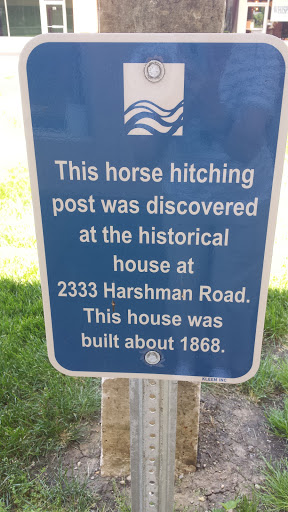 This horse hitching
post was discovered
at the historical
house at
2333 Harshman Road.
This house was
built about 1868.